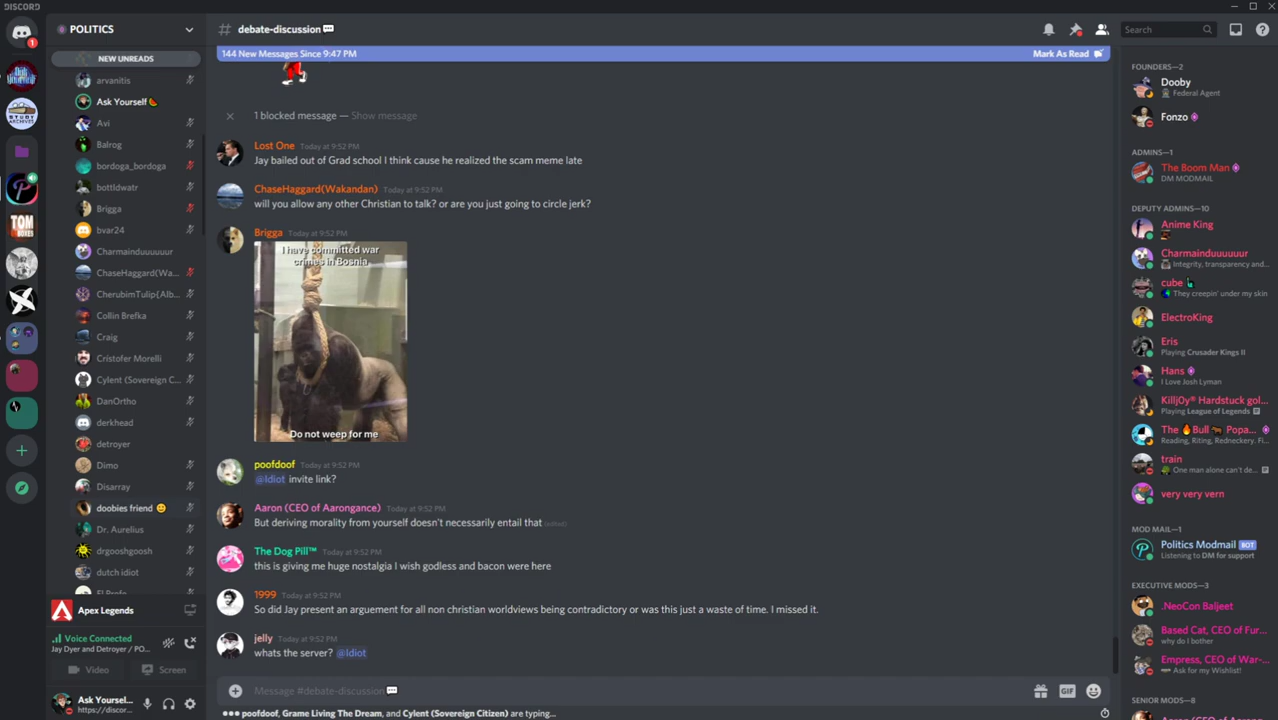 DISCORD
1
TOM
BOXES
POLITICS
NEW UNREADS
arvanitis
Ask Yourself
Avi
Balrog
bordoga_bordoga
bottldwatr
Brigga
bvar24
Charmainduuuuuur
ChaseHaggard(Wa...
CherubimTulip{Alb...
Collin Brefka
Craig
Cristofer Morelli
Cylent (Sovereign C...
DanOrtho
derkhead
detroyer
Dimo
Disarray
doobies friend
Dr. Aurelius
drgooshgoosh
dutch idiot
Apex Legends
Voice Connected
Jay Dyer and Detroyer / PO...
Video
Screen
Ask Yoursel...
https://discor...
# debate-discussion
Search
144 New Messages Since 9:47 PM
Mark As Read
1 blocked message — Show message
Lost One Today at 9:52 PM
Jay bailed out of Grad school I think cause he realized the scam meme late
ChaseHaggard(Wakandan) Today at 9:52 PM
will you allow any other Christian to talk? or are you just going to circle jerk?
Brigga Today at 9:52 PM
I have committed war
crimes in Bosnia
Do not weep for me
poofdoof Today at 9:52 PM
@Idiot invite link?
Aaron (CEO of Aarongance) Today at 9:52 PM
But deriving morality from yourself doesn't necessarily entail that (edited)
The Dog Pill™ Today at 9:52 PM
this is giving me huge nostalgia I wish godless and bacon were here
1999 Today at 9:52 PM
So did Jay present an arguement for all non christian worldviews being contradictory or was this just a waste of time. I missed it.
jelly Today at 9:52 PM
whats the server? @Idiot
Message #debate-discussion
GIF
poofdoof, Grame Living The Dream, and Cylent (Sovereign Citizen) are typing...
FOUNDERS—2
Dooby
Federal Agent
Fonzo
ADMINS—1
The Boom Man
DM MODMAIL
DEPUTY ADMINS—10
Anime King
Charmainduuuuuur
Integrity, transparency and...
cube
They creepin' under my skin
ElectroKing
Eris
Playing Crusader Kings II
Hans
I Love Josh Lyman
Killj0y® Hardstuck gol...
Playing League of Legends
The Bull Popa...
Reading, Riting, Redneckery. Fi...
train
One man alone can't de...
very very vern
MOD MAIL—1
Politics Modmail BOT
Listening to DM for support
EXECUTIVE MODS—3
.NeoCon Baljeet
Based Cat, CEO of Fur...
why do I bother
Empress, CEO of War-...
Ask for my Wishlist!
SENIOR MODS—8